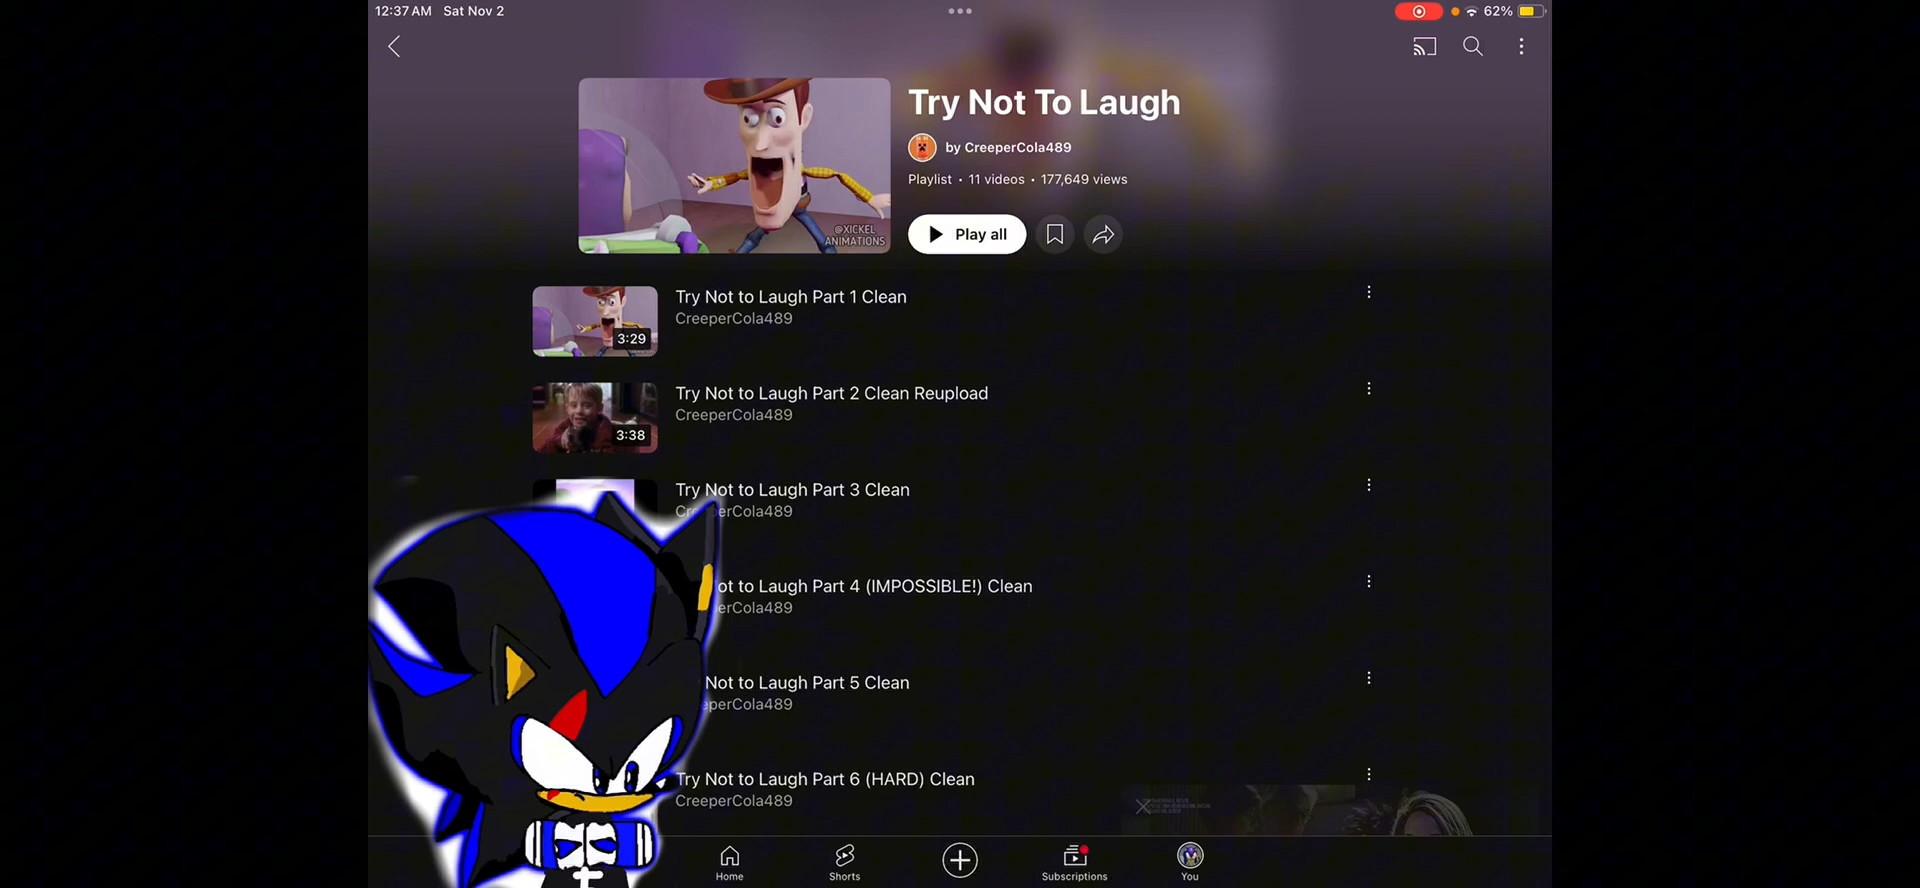 12:37 AM Sat Nov 2
62%
Try Not To Laugh
by CreeperCola489
Playlist • 11 videos • 177,649 views
Play all
@XICKEL
ANIMATIONS
Try Not to Laugh Part 1 Clean
CreeperCola489
3:29
Try Not to Laugh Part 2 Clean Reupload
CreeperCola489
3:38
Try Not to Laugh Part 3 Clean
CreeperCola489
ot to Laugh Part 4 (IMPOSSIBLE!) Clean
perCola489
Not to Laugh Part 5 Clean
perCola489
Try Not to Laugh Part 6 (HARD) Clean
CreeperCola489
Home
Shorts
Subscriptions
You